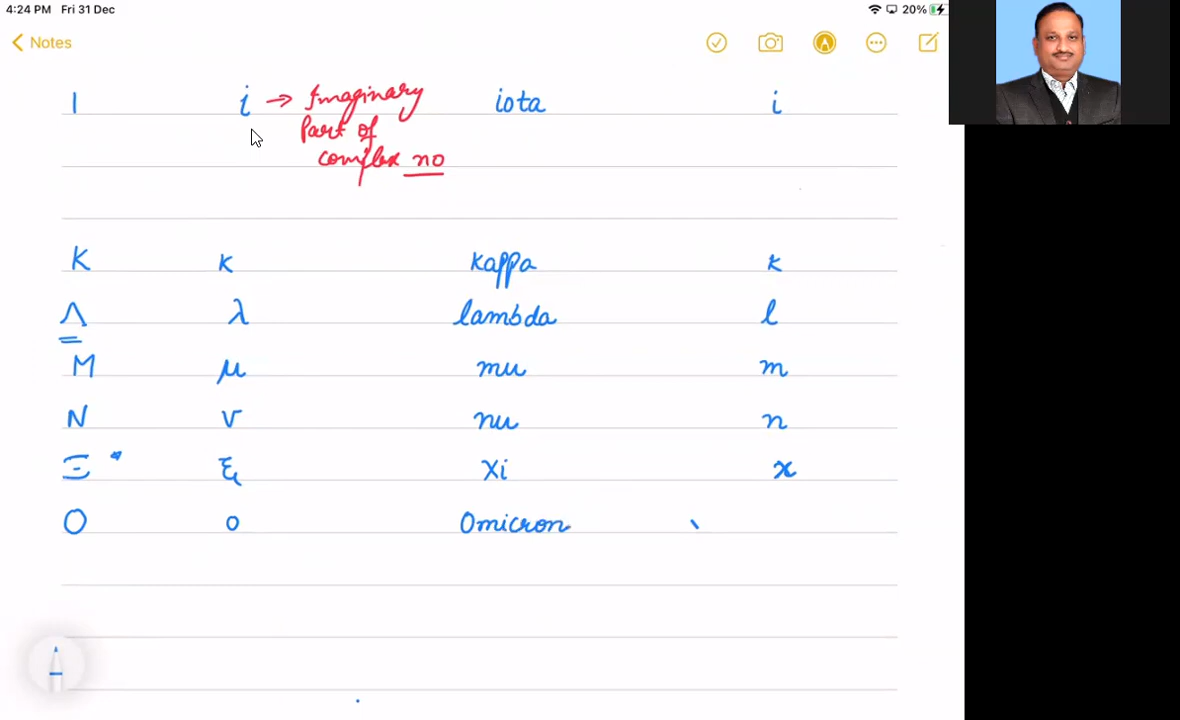 4:24 PM Fri 31 Dec 20%
Notes
I i → Imaginary iota i
Part of
complex no
K κ kappa k
Λ λ lambda l
M μ mu m
N ν nu n
Ξ ξ Xi x
O o Omicron